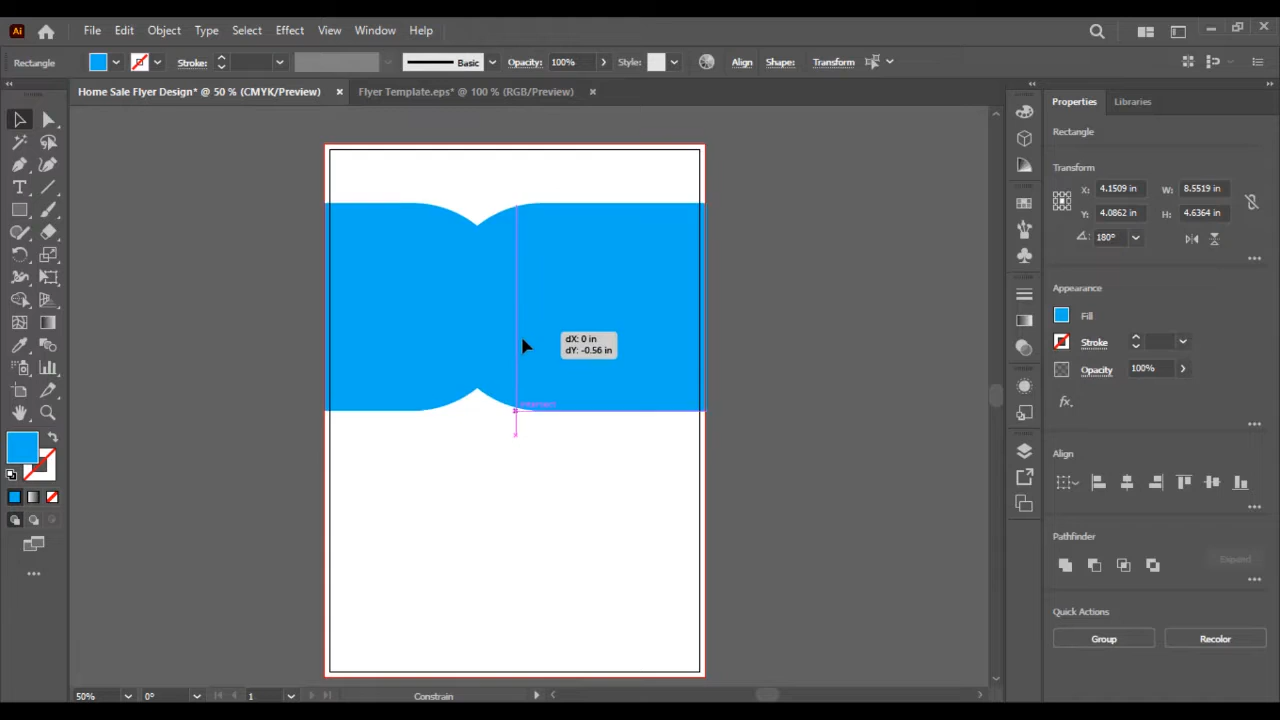 Ai File Edit Object Type Select Effect View Window Help
Rectangle Stroke: Basic Opacity: 100% Style: Align Shape: Transform
Home Sale Flyer Design* @ 50 % (CMYK/Preview) Flyer Template.eps* @ 100 % (RGB/Preview)
Properties Libraries
Rectangle
Transform
X: 4.1509 in W: 8.5519 in
Y: 4.0862 in H: 4.6364 in
180°
Appearance
Fill
Stroke
Opacity 100%
fx.
Align
Pathfinder
Expand
Quick Actions
Group Recolor
dX: 0 in
dY: -0.56 in
50% 0° 1 Constrain